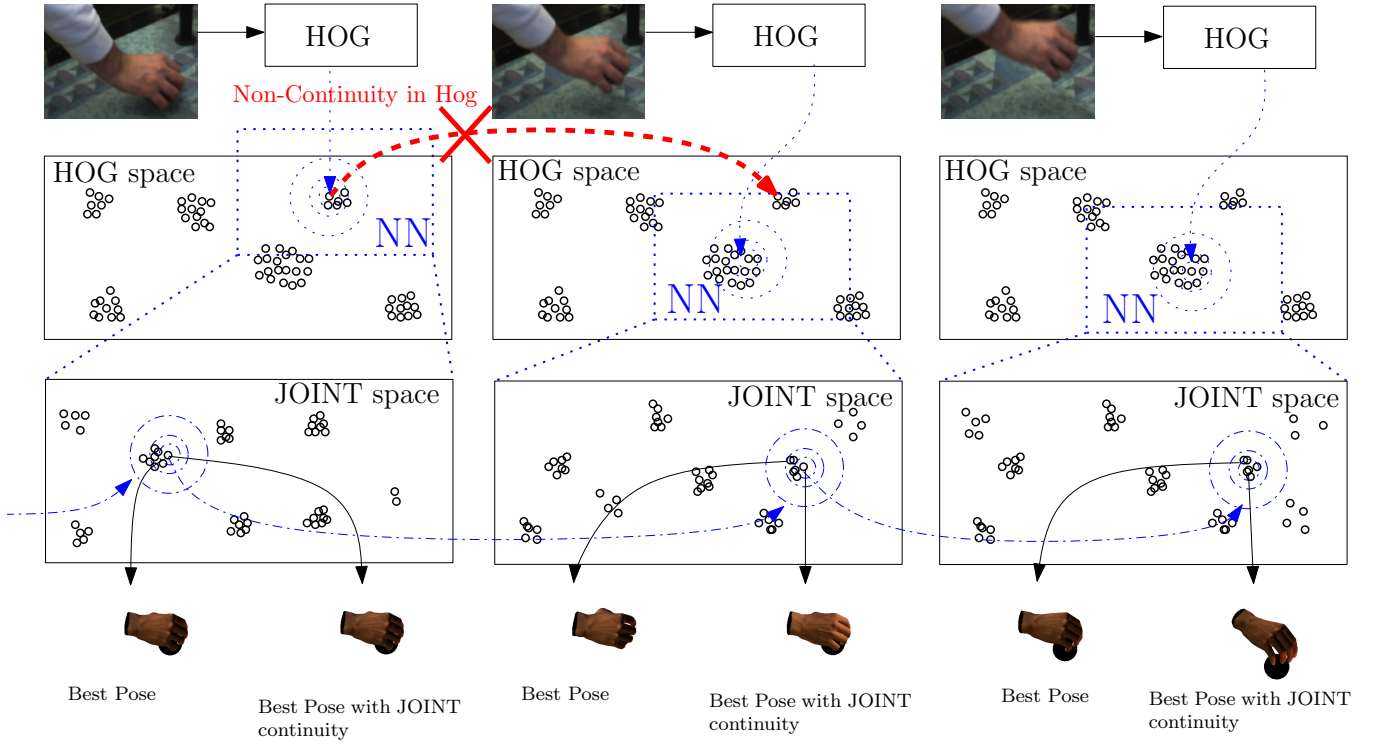 HOG
HOG
HOG
Non-Continuity in Hog
HOG space
HOG space
HOG space
NN
NN
NN
JOINT space
JOINT space
JOINT space
Best Pose
Best Pose with JOINT
continuity
Best Pose
Best Pose with JOINT
continuity
Best Pose
Best Pose with JOINT
continuity